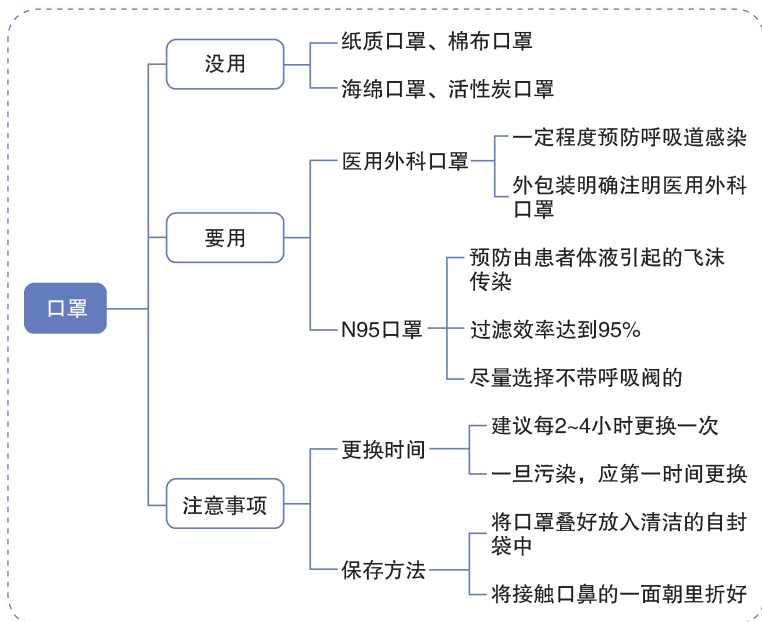 口罩
没用
纸质口罩、棉布口罩
海绵口罩、活性炭口罩
要用
医用外科口罩
一定程度预防呼吸道感染
外包装明确注明医用外科
口罩
N95口罩
预防由患者体液引起的飞沫
传染
过滤效率达到95%
尽量选择不带呼吸阀的
注意事项
更换时间
建议每2~4小时更换一次
一旦污染，应第一时间更换
保存方法
将口罩叠好放入清洁的自封
袋中
将接触口鼻的一面朝里折好